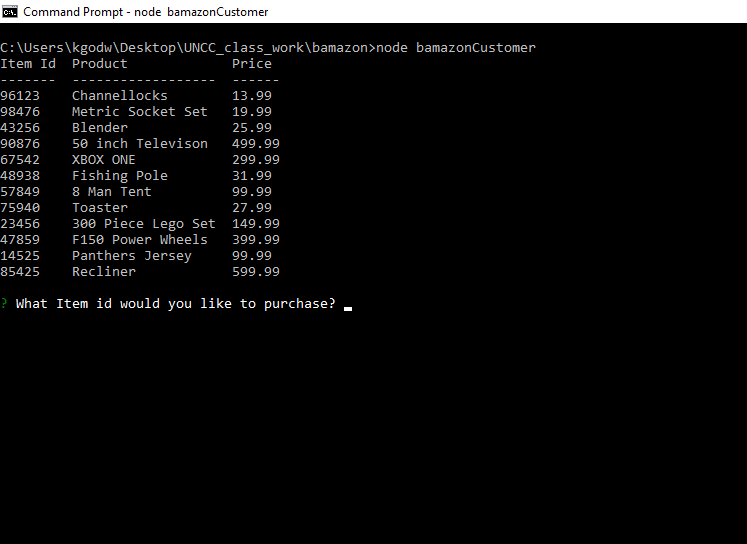 Command Prompt - node bamazonCustomer
C:\Users\kgodw\Desktop\UNCC_class_work\bamazon>node bamazonCustomer
Item Id  Product             Price
-------  ------------------  ------
96123    Channellocks        13.99
98476    Metric Socket Set   19.99
43256    Blender             25.99
90876    50 inch Televison   499.99
67542    XBOX ONE            299.99
48938    Fishing Pole        31.99
57849    8 Man Tent          99.99
75940    Toaster             27.99
23456    300 Piece Lego Set  149.99
47859    F150 Power Wheels   399.99
14525    Panthers Jersey     99.99
85425    Recliner            599.99
? What Item id would you like to purchase?